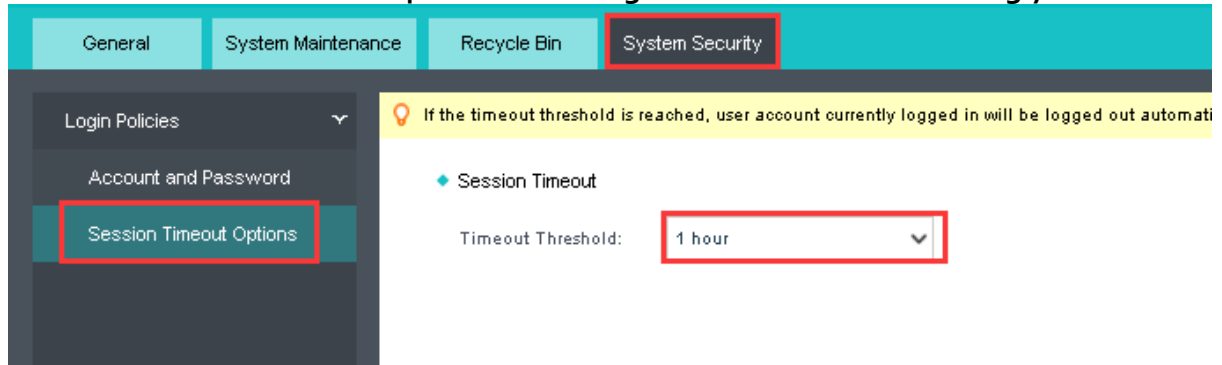 General System Maintenance Recycle Bin System Security
Login Policies
If the timeout threshold is reached, user account currently logged in will be logged out
Account and Password
Session Timeout
Session Timeout Options
Timeout Threshold: 1 hour